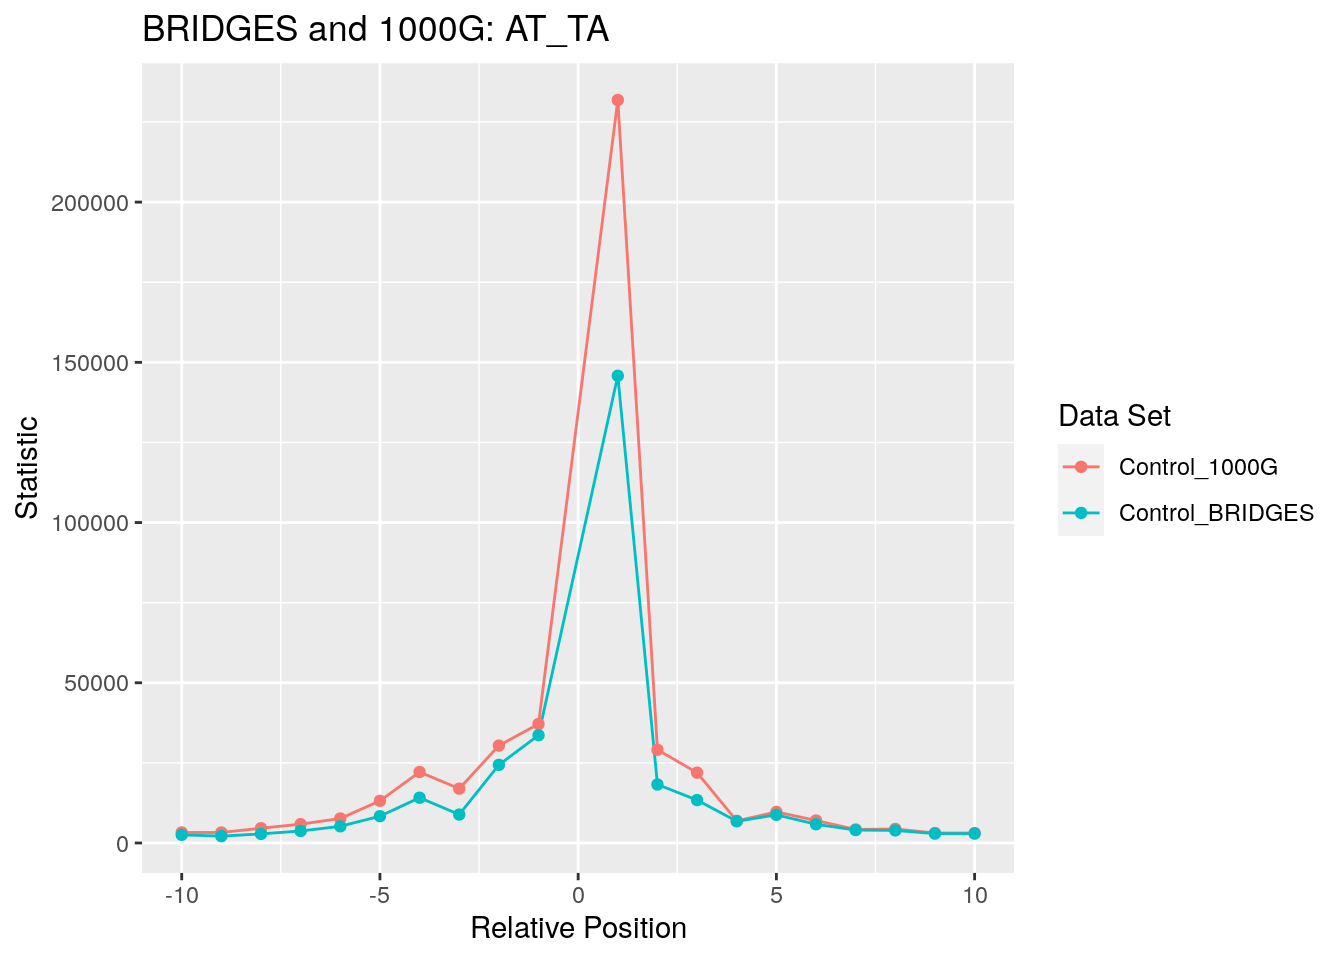 BRIDGES and 1000G: AT_TA
Statistic
200000
150000
100000
50000
0
-10
-5
0
5
10
Relative Position
Data Set
Control_1000G
Control_BRIDGES